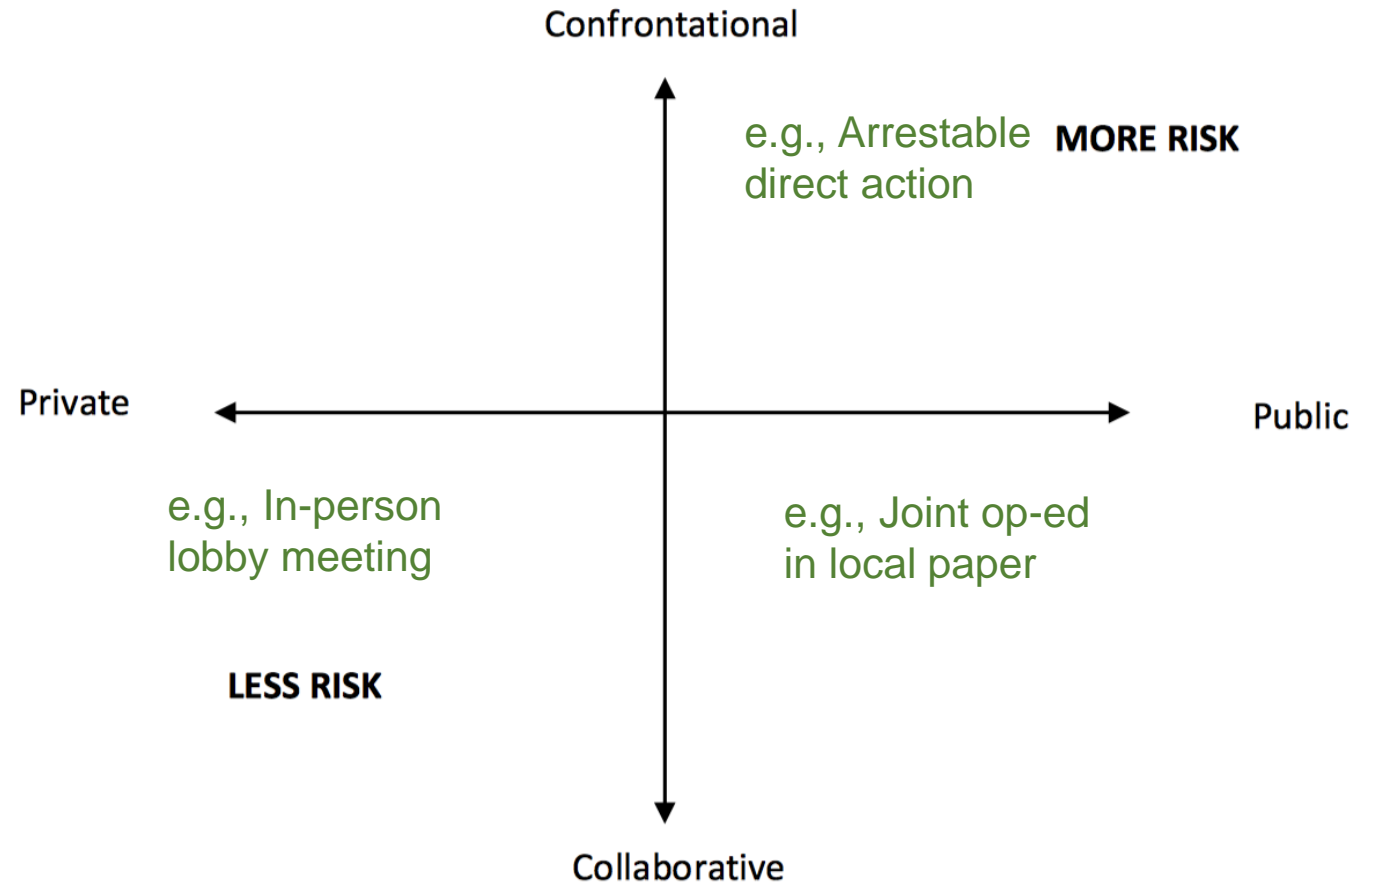 Confrontational
e.g., Arrestable MORE RISK
direct action
Private
Public
e.g., In-person
lobby meeting
e.g., Joint op-ed
in local paper
LESS RISK
Collaborative